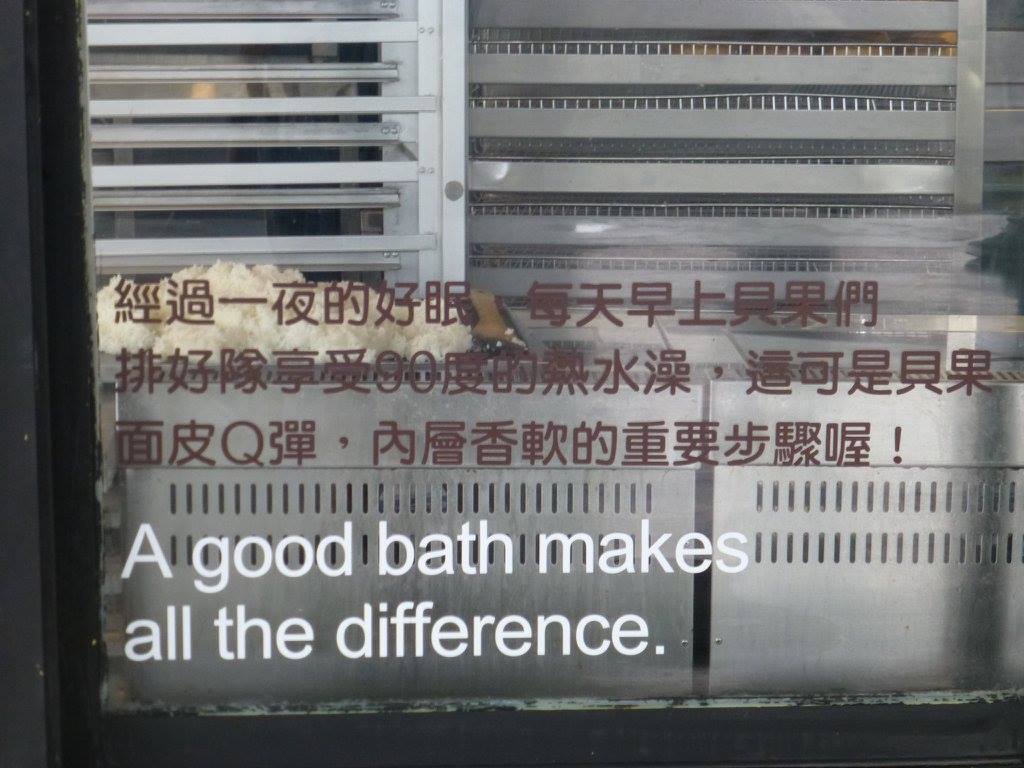 經過一夜的好眠 每天早上貝果們
排好隊享受90度的熱水澡，這可是貝果
面皮Q彈，內層香軟的重要步驟喔！
A good bath makes
all the difference.